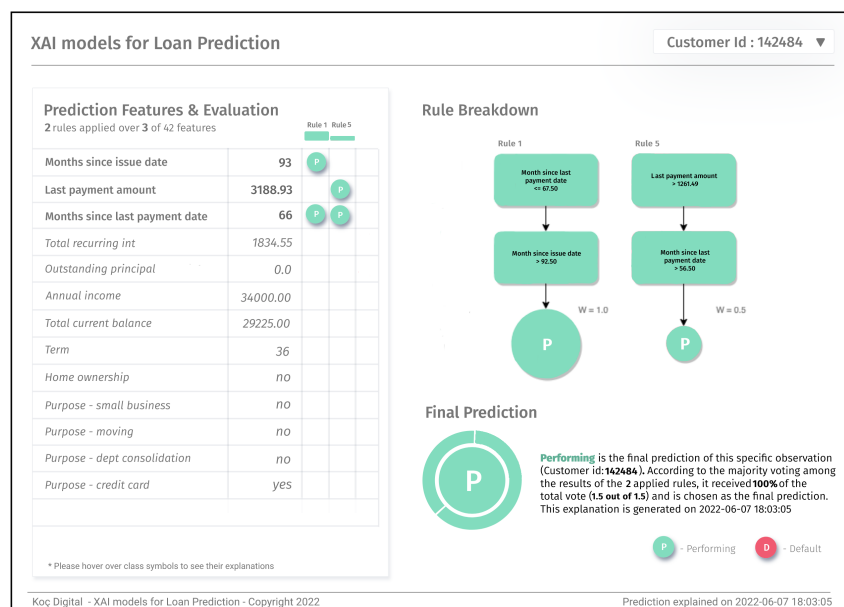 XAI models for Loan Prediction
Customer Id : 142484 ▼
Prediction Features & Evaluation
2 rules applied over 3 of 42 features
Rule 1 Rule 5
Months since issue date 93 P
Last payment amount 3188.93 P
Months since last payment date 66 P P
Total recurring int 1834.55
Outstanding principal 0.0
Annual income 34000.00
Total current balance 29225.00
Term 36
Home ownership no
Purpose - small business no
Purpose - moving no
Purpose - dept consolidation no
Purpose - credit card yes
* Please hover over class symbols to see their explanations
Rule Breakdown
Rule 1
Month since last
payment date
<= 67.50
Month since issue date
> 92.50
W = 1.0
P
Rule 5
Last payment amount
> 1261.49
Month since last
payment date
> 56.50
W = 0.5
P
Final Prediction
P
Performing is the final prediction of this specific observation
(Customer id:142484). According to the majority voting among
the results of the 2 applied rules, it received 100% of the
total vote (1.5 out of 1.5) and is chosen as the final prediction.
This explanation is generated on 2022-06-07 18:03:05
P - Performing
D - Default
Koç Digital - XAI models for Loan Prediction - Copyright 2022
Prediction explained on 2022-06-07 18:03:05